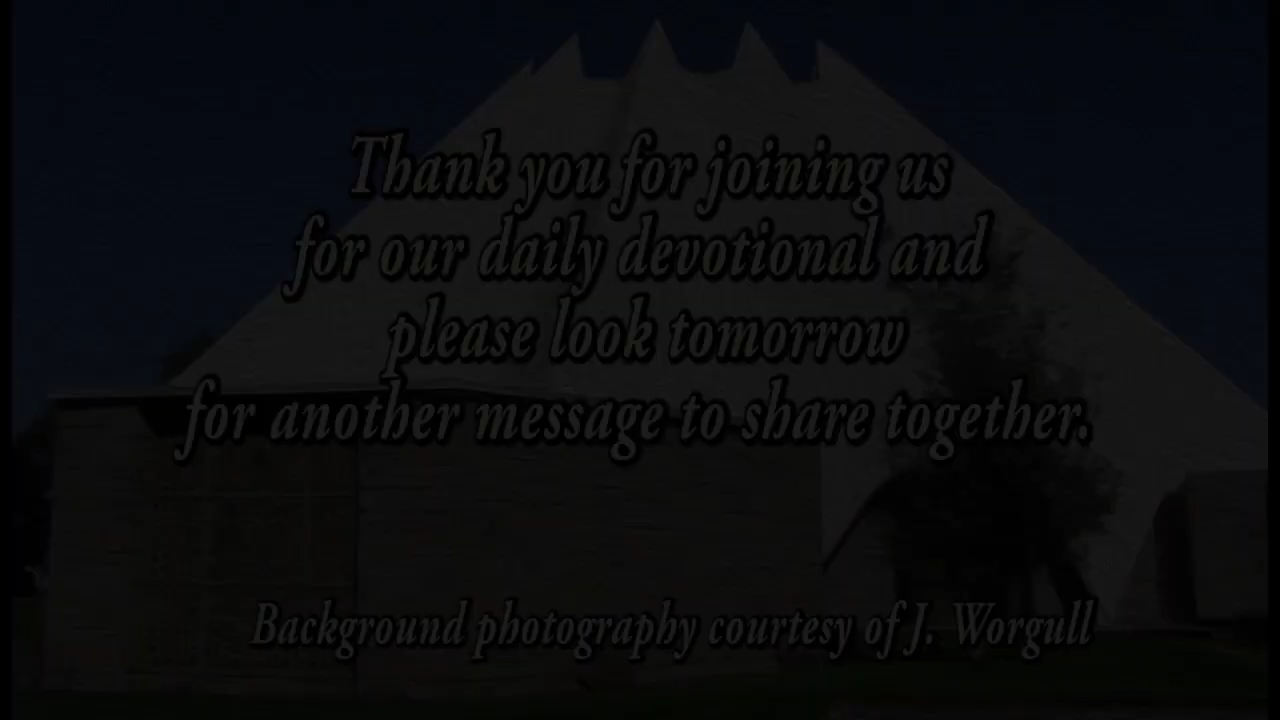 Thank you for joining us
for our daily devotional and
please look tomorrow
for another message to share together.
Background photography courtesy of J. Worgull